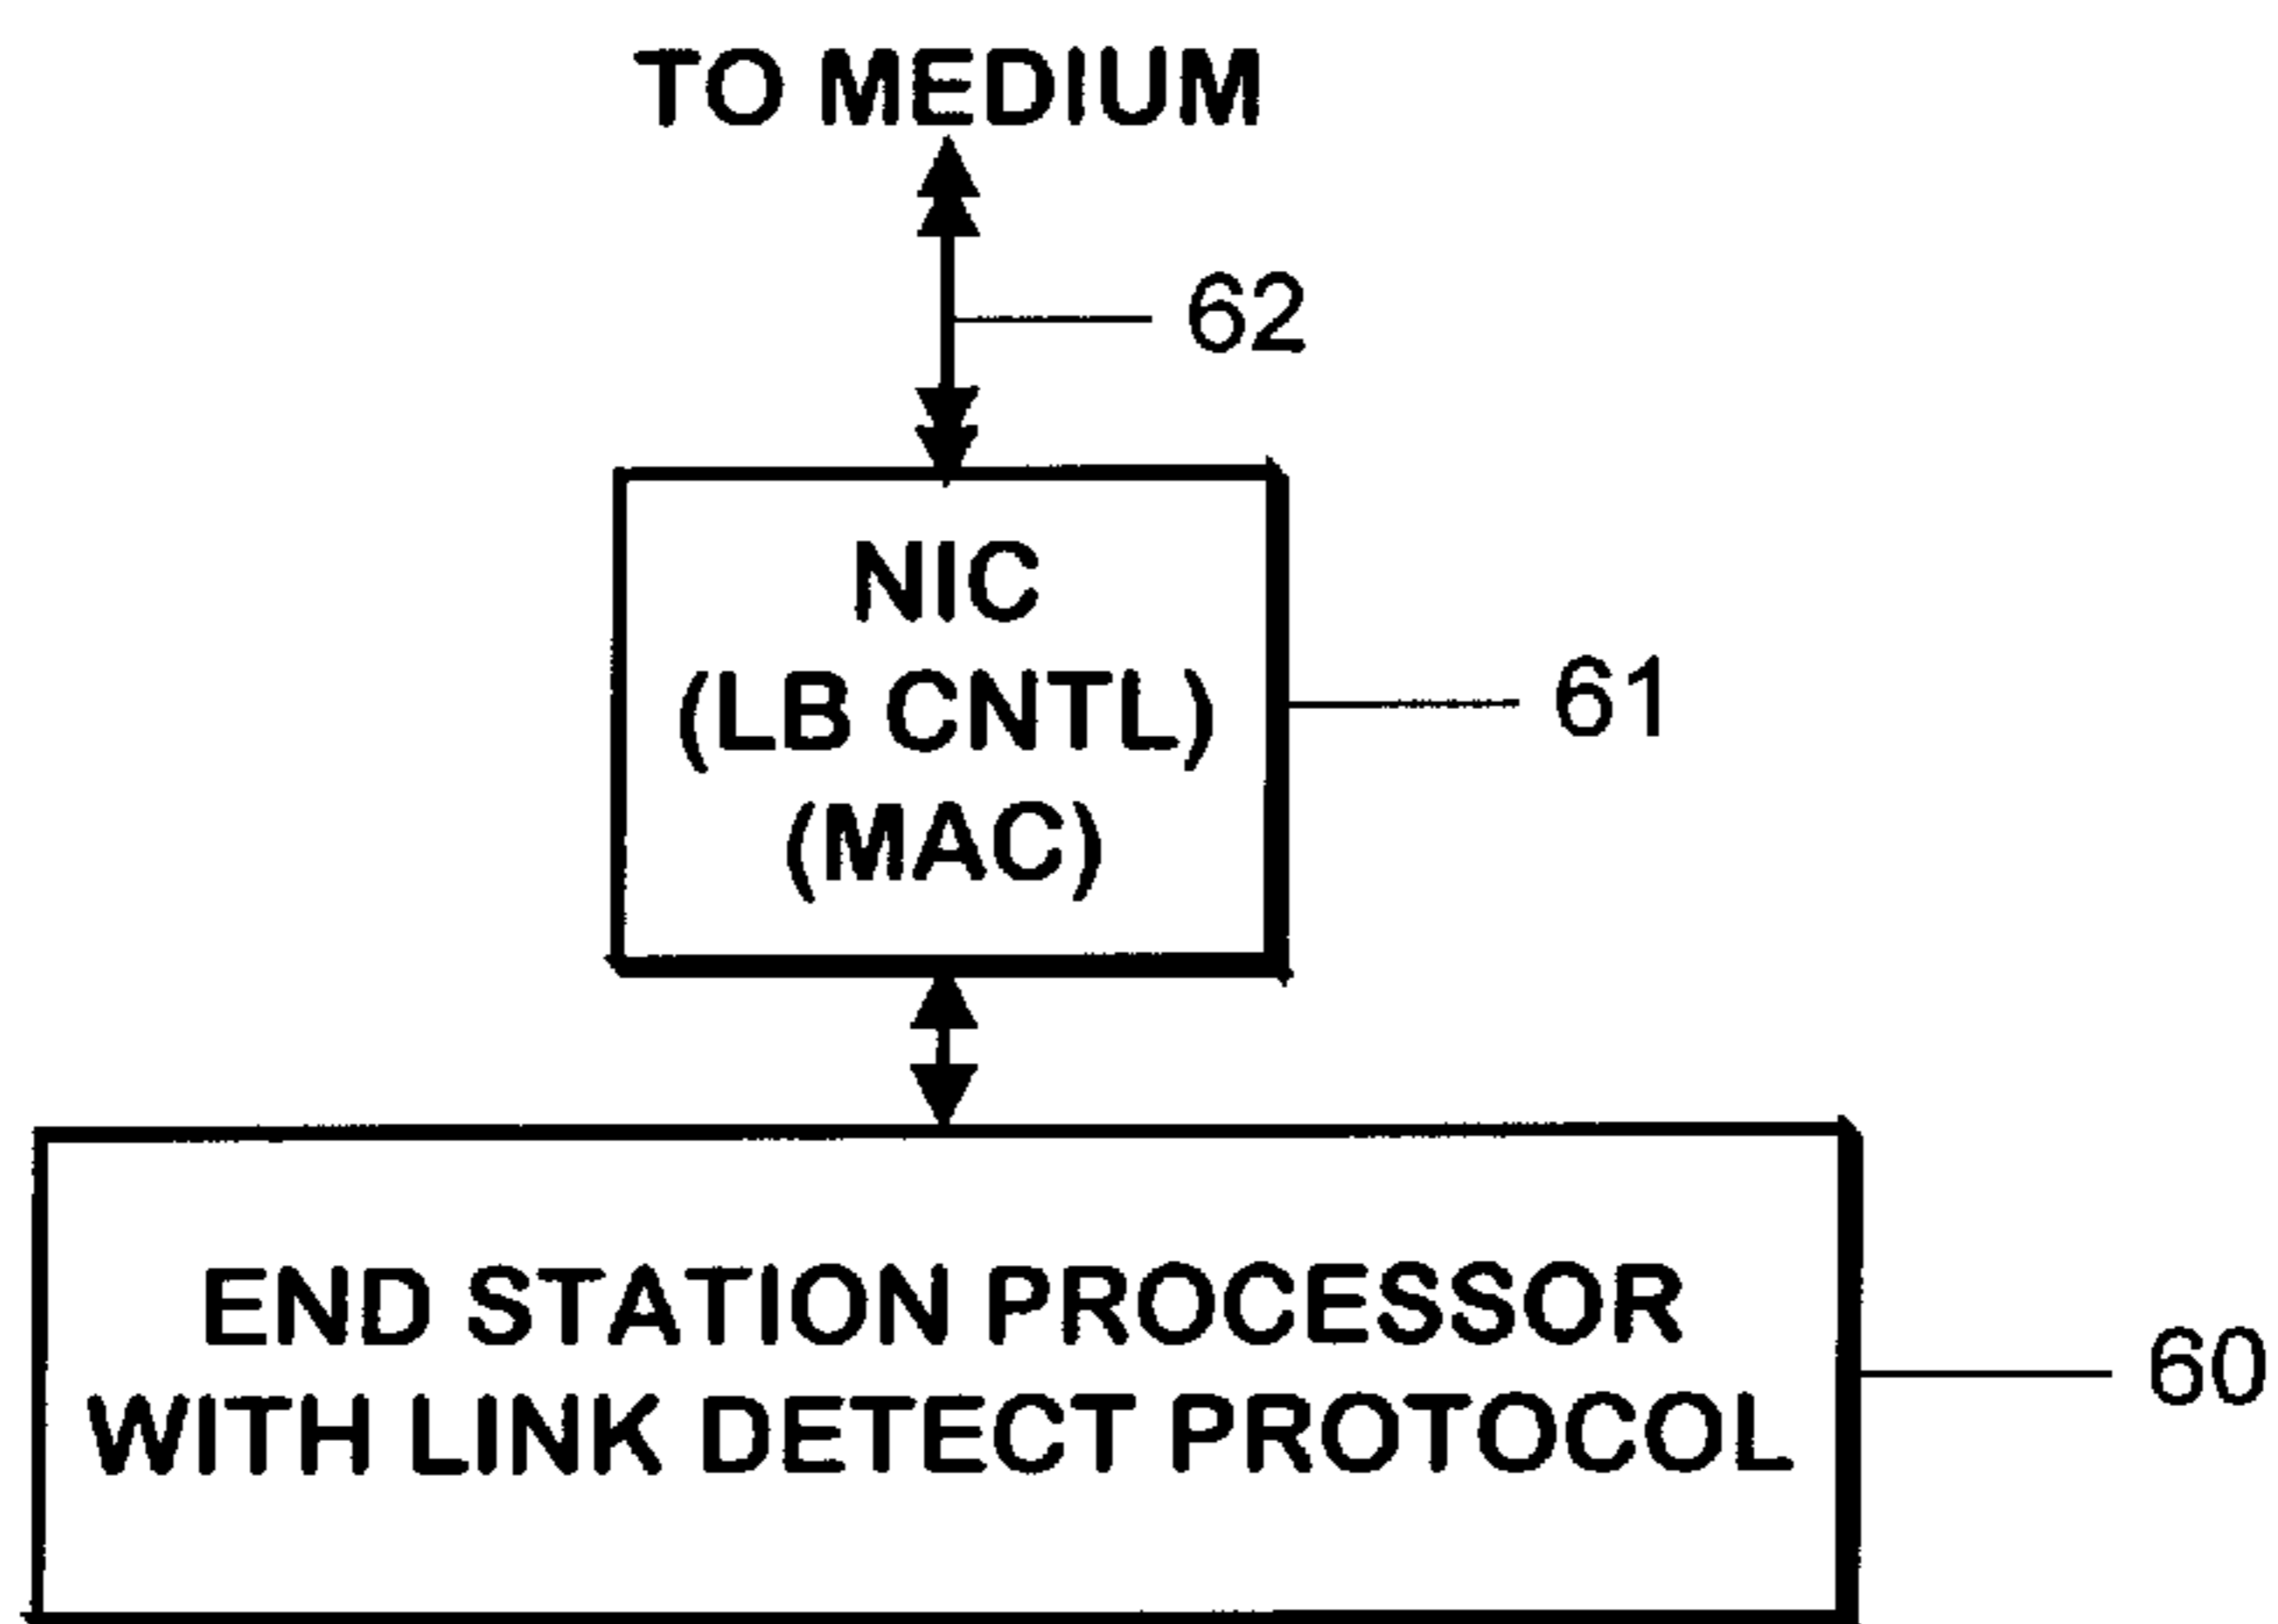 TO MEDIUM
62
NIC
(LB CNTL)
(MAC)
61
END STATION PROCESSOR
WITH LINK DETECT PROTOCOL
60